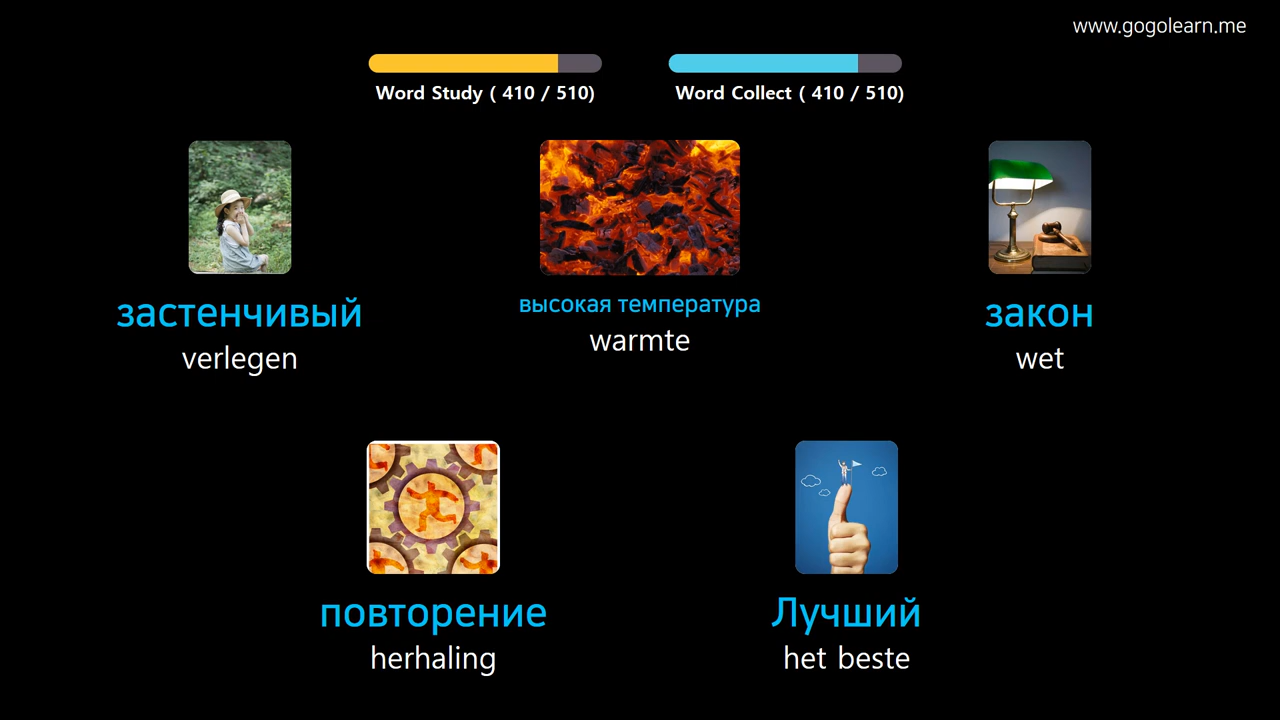 www.gogolearn.me
Word Study ( 410 / 510)
Word Collect ( 410 / 510)
застенчивый
verlegen
высокая температура
warmte
закон
wet
повторение
herhaling
Лучший
het beste